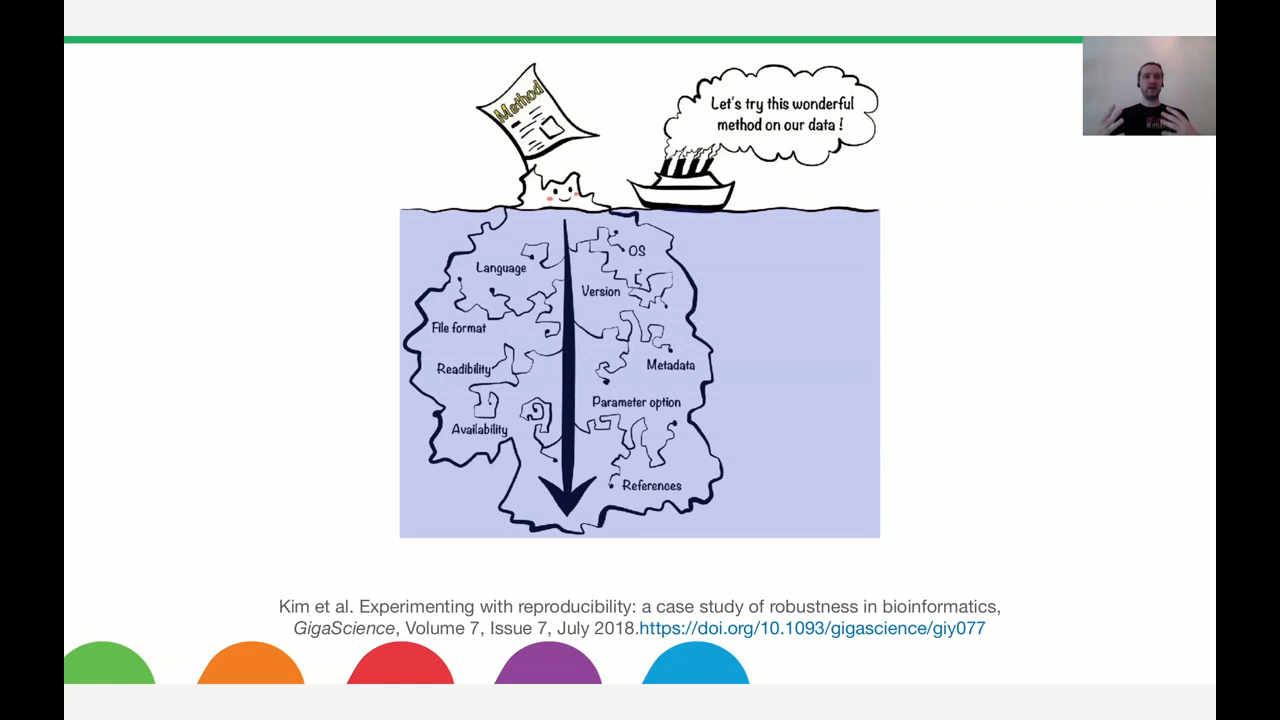 Method
Let's try this wonderful
method on our data !
OS
Language
Version
File format
Metadata
Readibility
Parameter option
Availability
References
Kim et al. Experimenting with reproducibility: a case study of robustness in bioinformatics,
GigaScience, Volume 7, Issue 7, July 2018.https://doi.org/10.1093/gigascience/giy077